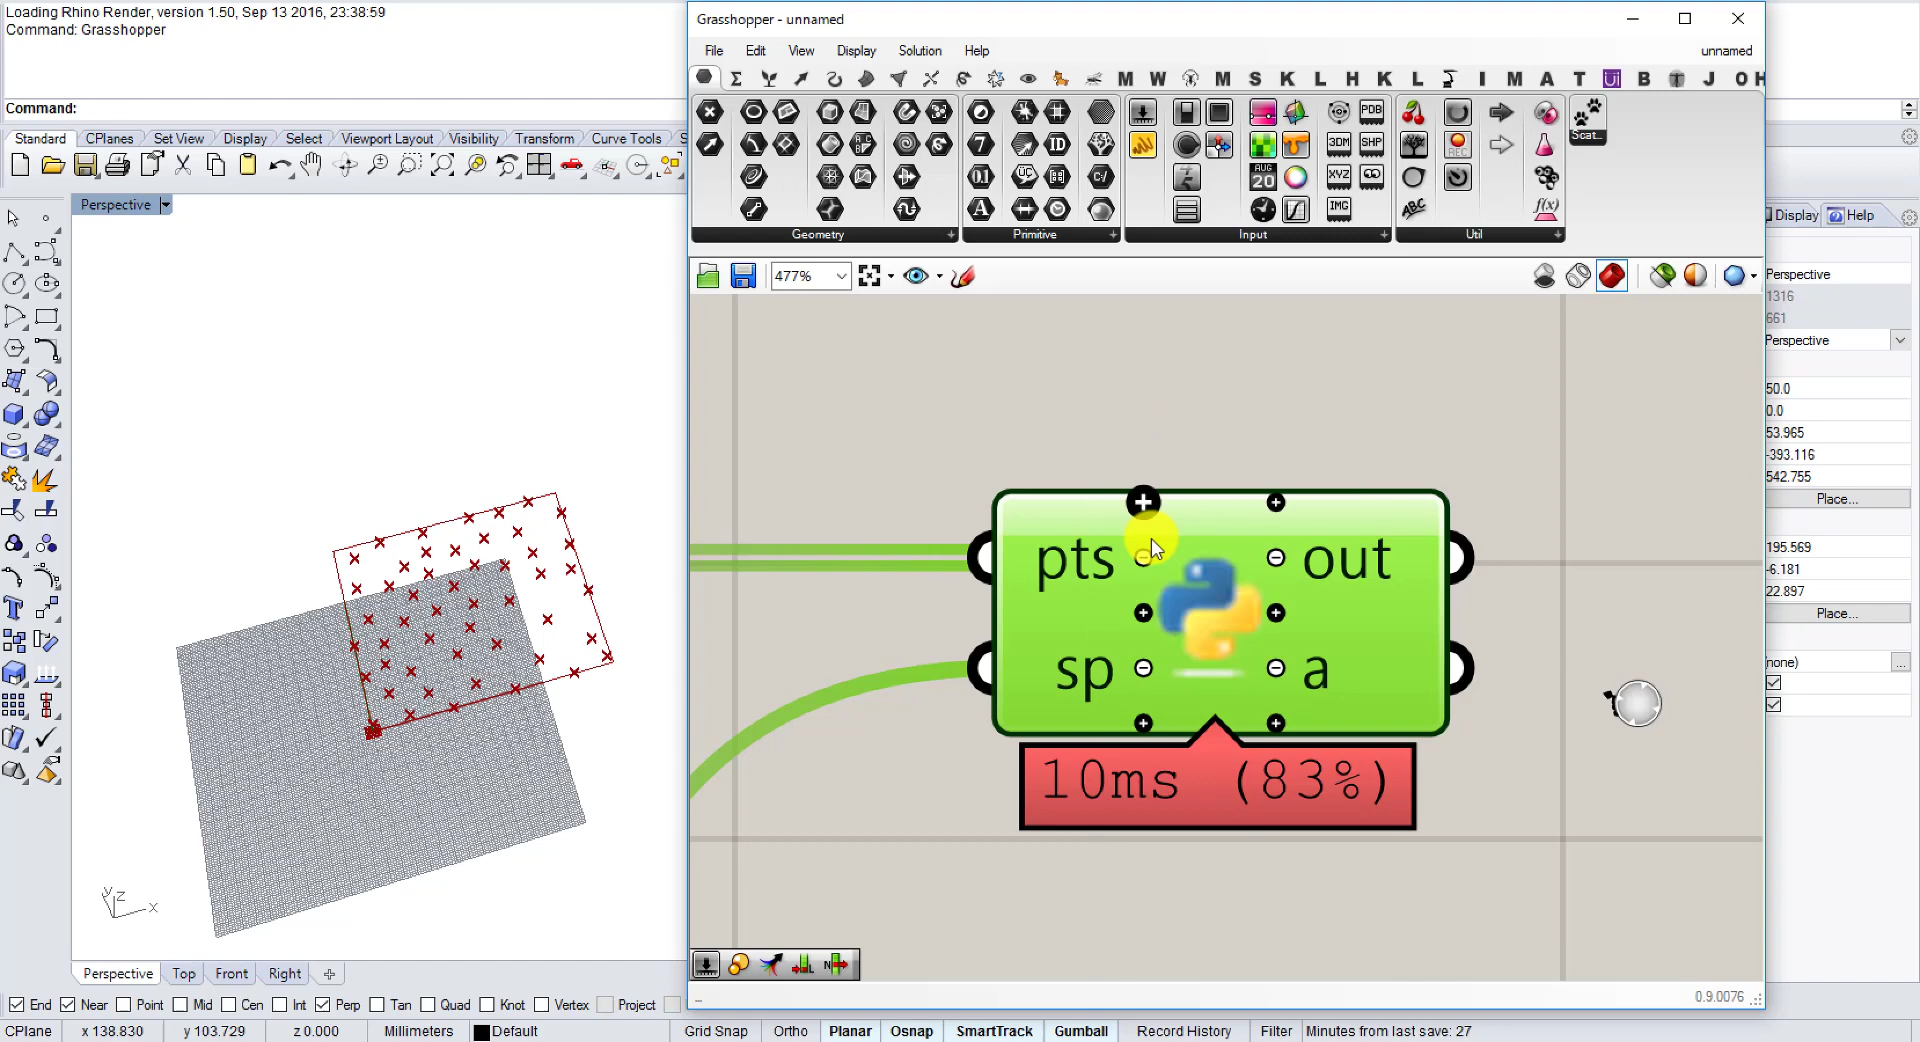 Loading Rhino Render, version 1.50, Sep 13 2016, 23:38:59
Command: Grasshopper
Command:
Standard CPlanes Set View Display Select Viewport Layout Visibility Transform Curve Tools S
Perspective
Grasshopper - unnamed
File Edit View Display Solution Help unnamed
M W M S K L H K L I M A T Ui B J O H
PDB
7 ID 3DM SHP REC
0.1 C:/ AUG 20 XYZ
A IMG ABC f(x)
Scat...
Geometry Primitive Input Util
477%
pts out
sp a
10ms (83%)
0.9.0076
Display Help
Perspective
1316
661
Perspective
50.0
0.0
53.965
-393.116
542.755
Place...
195.569
-6.181
22.897
Place...
(none) ...
y z x
Perspective Top Front Right
End Near Point Mid Cen Int Perp Tan Quad Knot Vertex Project
CPlane x 138.830 y 103.729 z 0.000 Millimeters Default Grid Snap Ortho Planar Osnap SmartTrack Gumball Record History Filter Minutes from last save: 27